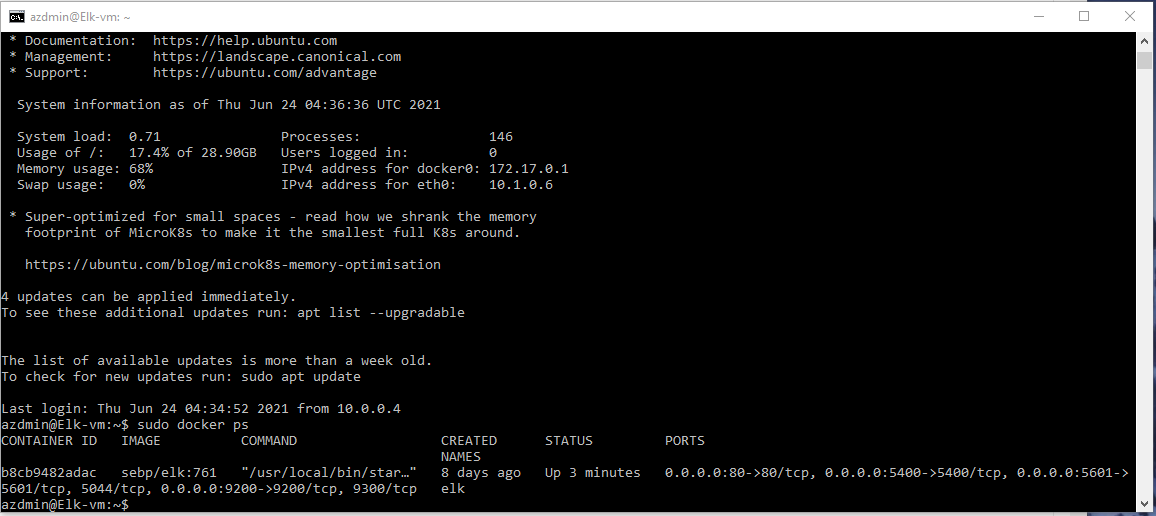 azdmin@Elk-vm: ~
* Documentation:  https://help.ubuntu.com
* Management:     https://landscape.canonical.com
* Support:        https://ubuntu.com/advantage
System information as of Thu Jun 24 04:36:36 UTC 2021
System load:  0.71               Processes:                146
Usage of /:   17.4% of 28.90GB   Users logged in:          0
Memory usage: 68%                IPv4 address for docker0: 172.17.0.1
Swap usage:   0%                 IPv4 address for eth0:    10.1.0.6
* Super-optimized for small spaces - read how we shrank the memory
footprint of MicroK8s to make it the smallest full K8s around.
https://ubuntu.com/blog/microk8s-memory-optimisation
4 updates can be applied immediately.
To see these additional updates run: apt list --upgradable
The list of available updates is more than a week old.
To check for new updates run: sudo apt update
Last login: Thu Jun 24 04:34:52 2021 from 10.0.0.4
azdmin@Elk-vm:~$ sudo docker ps
CONTAINER ID   IMAGE          COMMAND                  CREATED      STATUS         PORTS
NAMES
b8cb9482adac   sebp/elk:761   "/usr/local/bin/star…"   8 days ago   Up 3 minutes   0.0.0.0:80->80/tcp, 0.0.0.0:5400->5400/tcp, 0.0.0.0:5601->
5601/tcp, 5044/tcp, 0.0.0.0:9200->9200/tcp, 9300/tcp   elk
azdmin@Elk-vm:~$